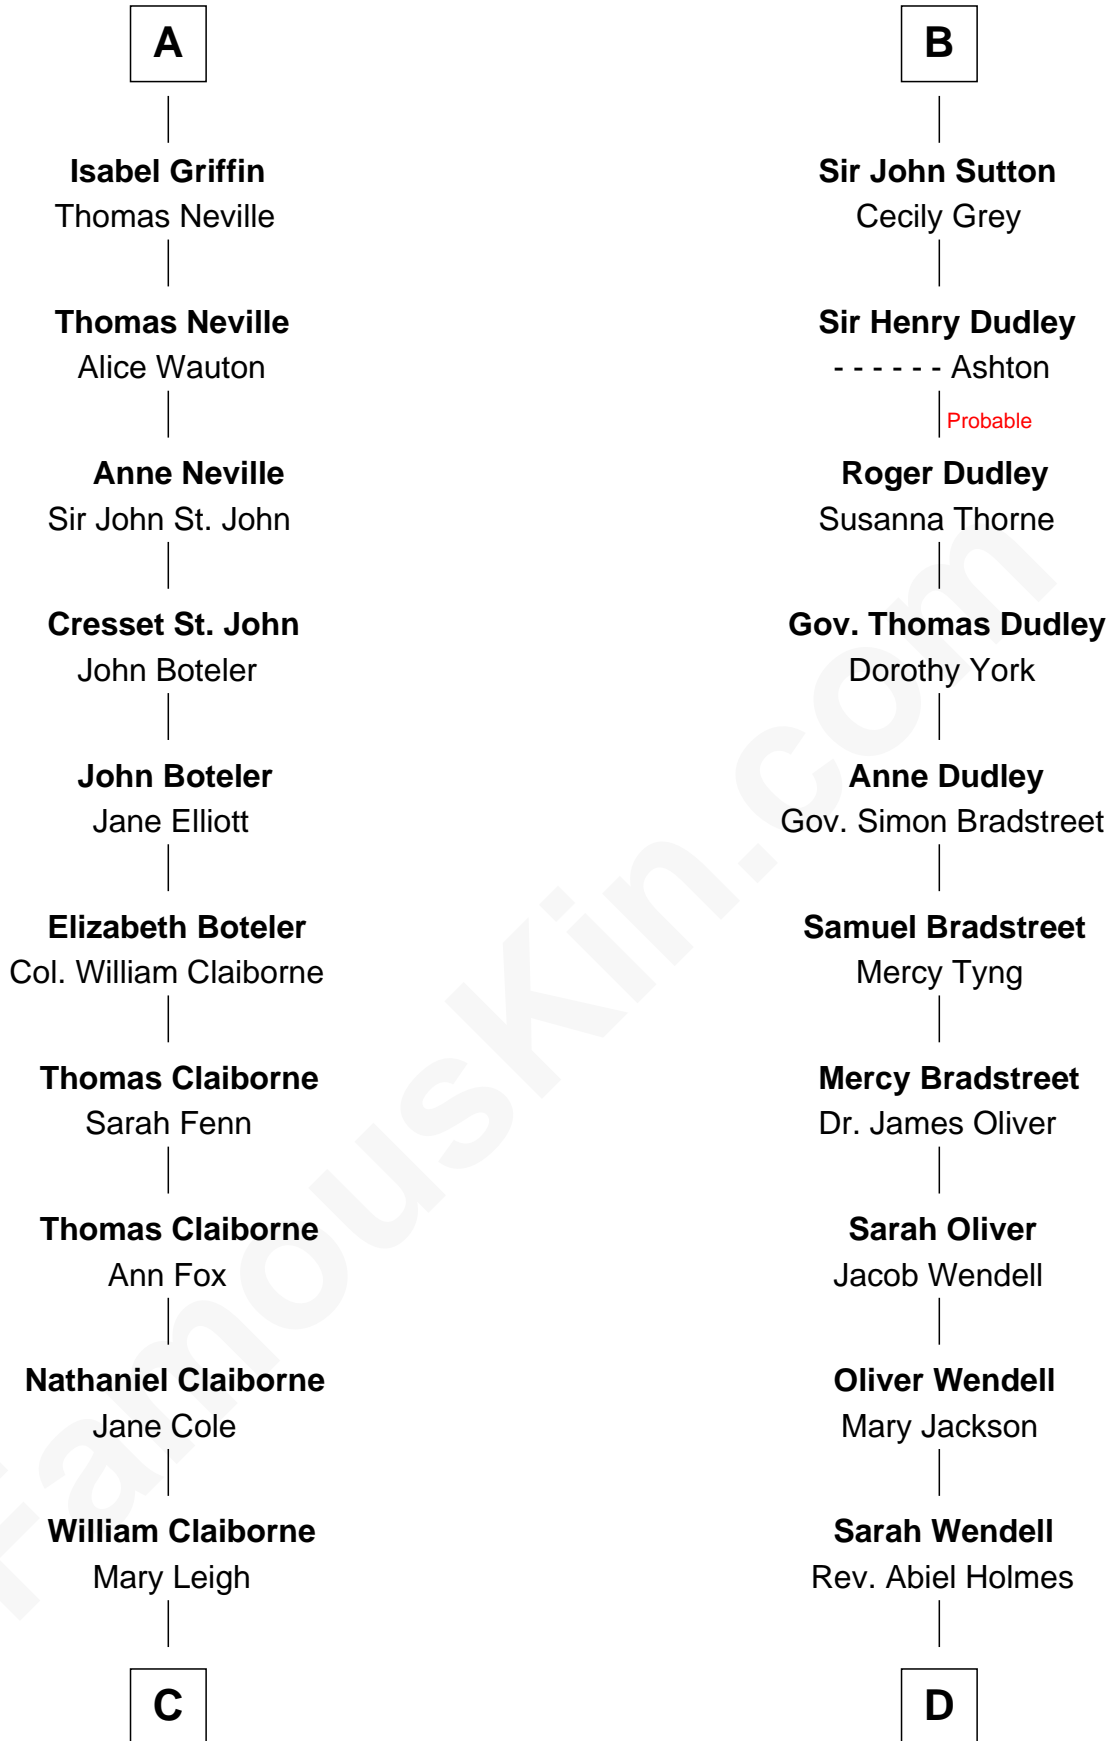 A
Isabel Griffin
Thomas Neville
Thomas Neville
Alice Wauton
Anne Neville
Sir John St. John
Cresset St. John
John Boteler
John Boteler
Jane Elliott
Elizabeth Boteler
Col. William Claiborne
Thomas Claiborne
Sarah Fenn
Thomas Claiborne
Ann Fox
Nathaniel Claiborne
Jane Cole
William Claiborne
Mary Leigh
C
B
Sir John Sutton
Cecily Grey
Sir Henry Dudley
- - - - - - Ashton
Probable
Roger Dudley
Susanna Thorne
Gov. Thomas Dudley
Dorothy York
Anne Dudley
Gov. Simon Bradstreet
Samuel Bradstreet
Mercy Tyng
Mercy Bradstreet
Dr. James Oliver
Sarah Oliver
Jacob Wendell
Oliver Wendell
Mary Jackson
Sarah Wendell
Rev. Abiel Holmes
D
FamousKin.com